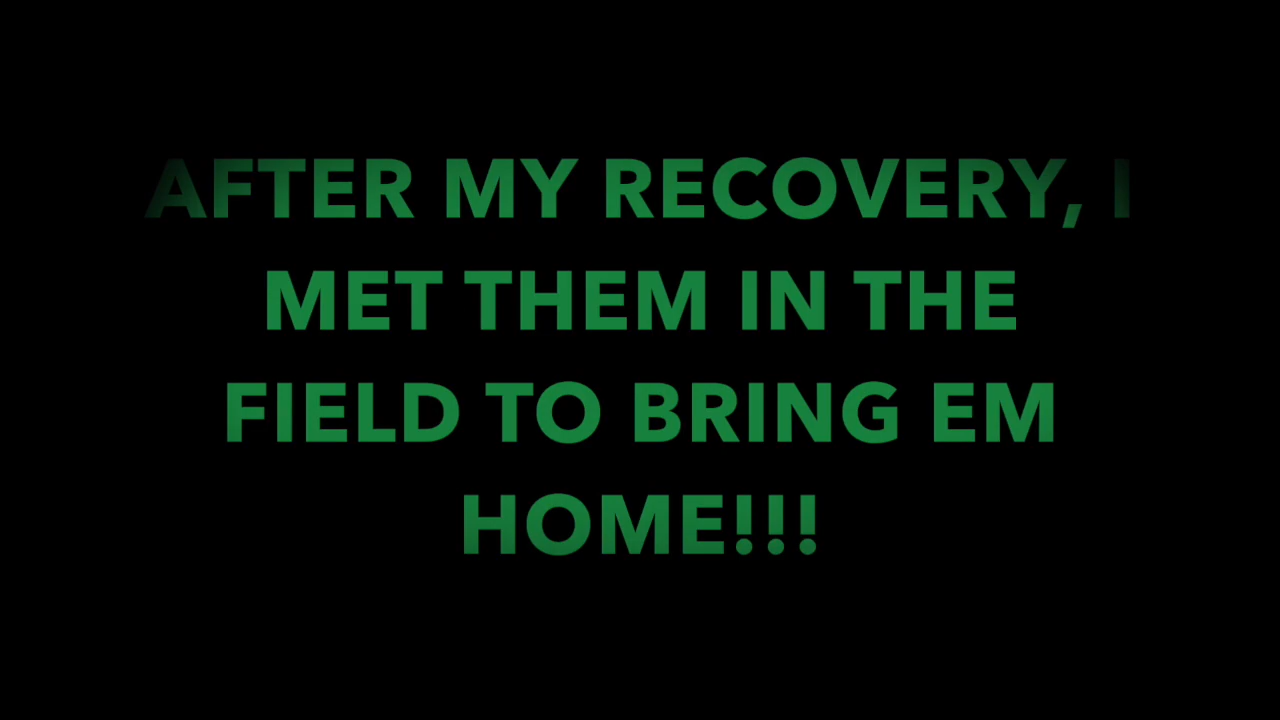 AFTER MY RECOVERY, I
MET THEM IN THE
FIELD TO BRING EM
HOME!!!